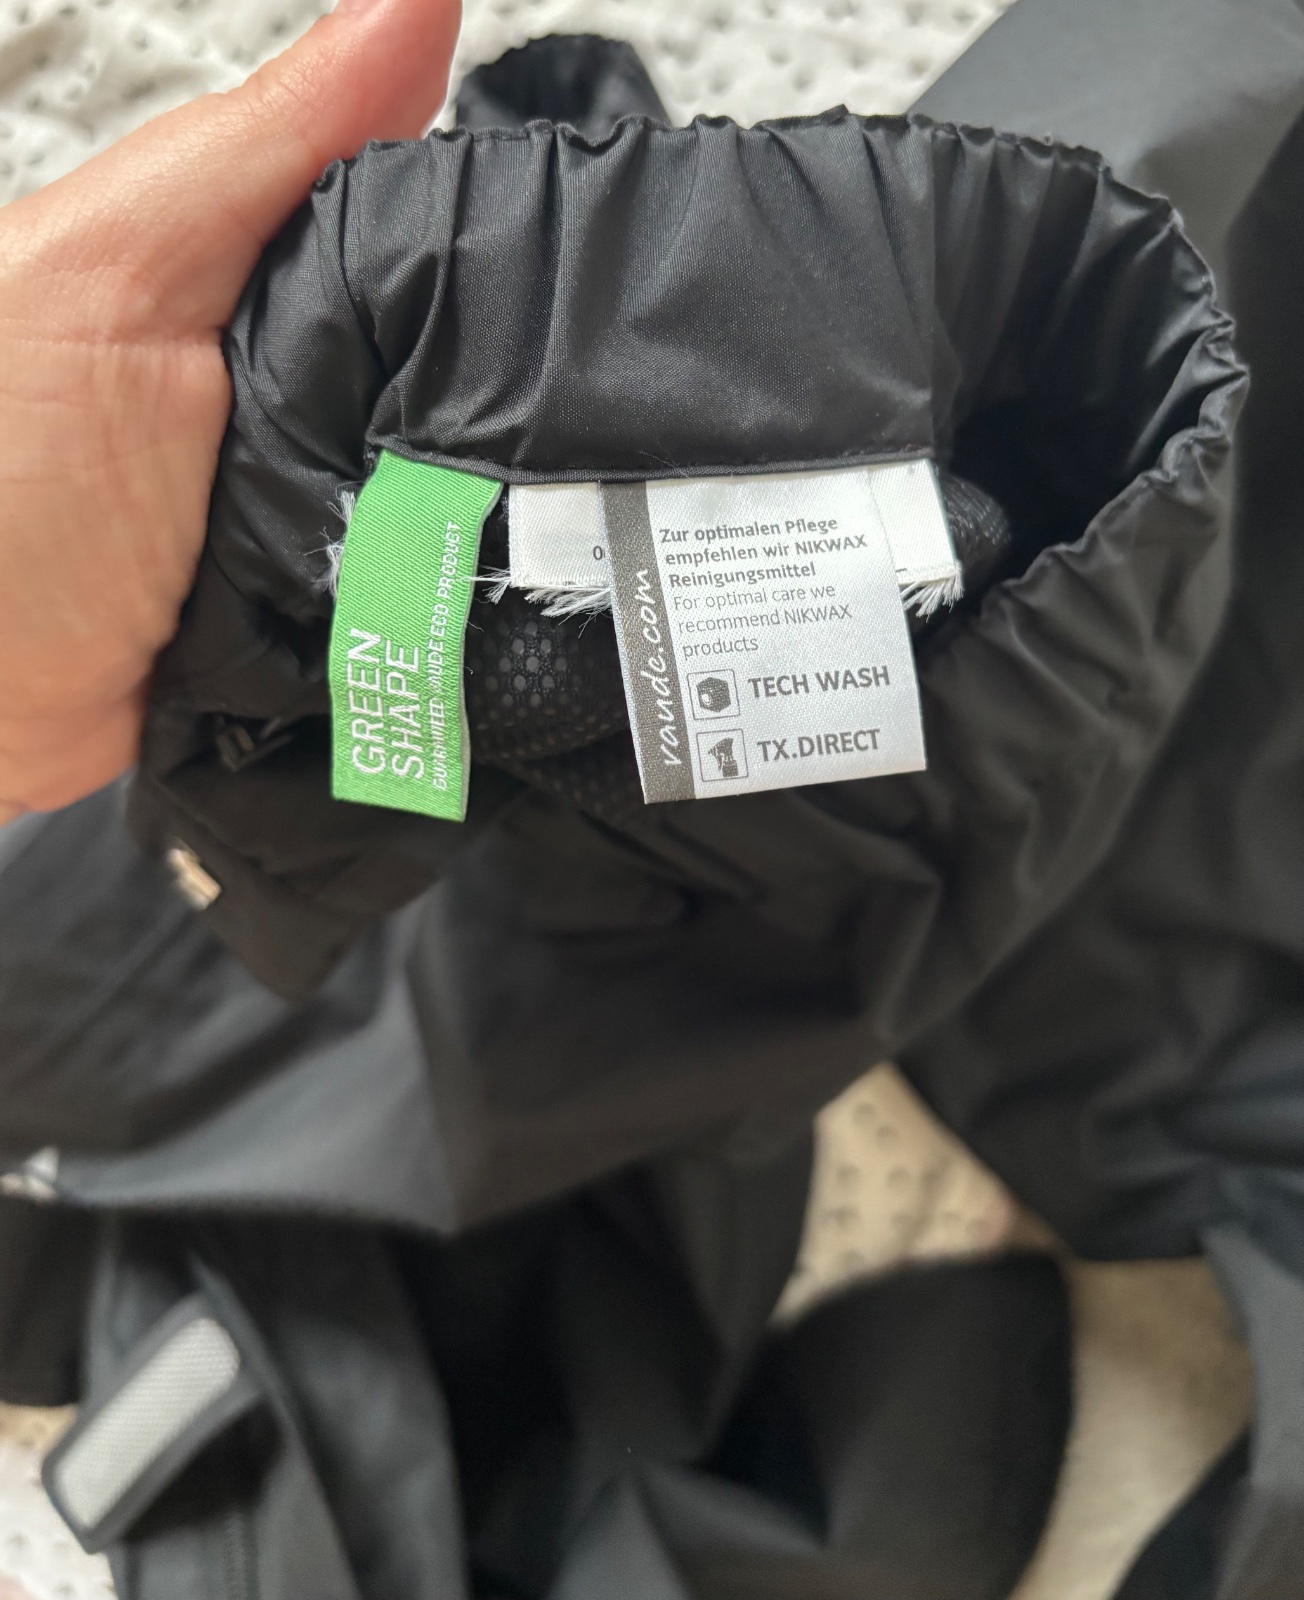 GREEN
SHAPE
GUARANTEED VAUDE ECO PRODUCT
0
vaude.com
Zur optimalen Pflege
empfehlen wir NIKWAX
Reinigungsmittel
For optimal care we
recommend NIKWAX
products
TECH WASH
TX.DIRECT